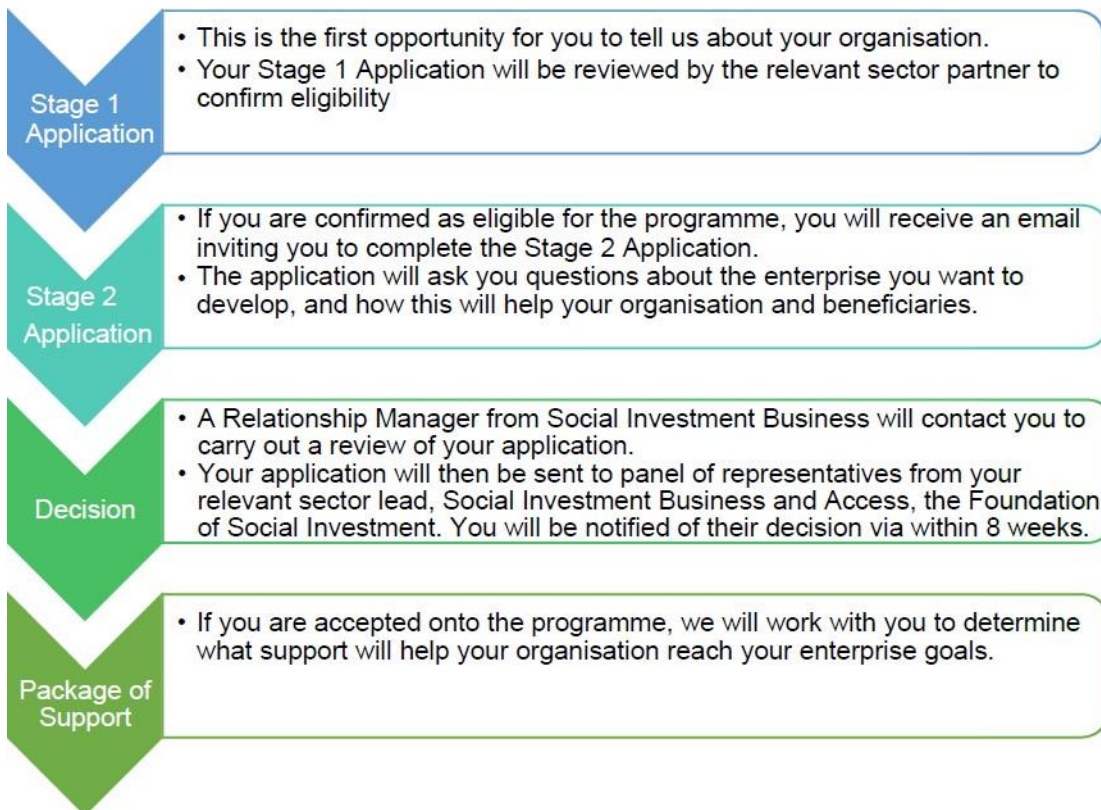 Stage 1
Application
• This is the first opportunity for you to tell us about your organisation.
• Your Stage 1 Application will be reviewed by the relevant sector partner to
confirm eligibility
Stage 2
Application
• If you are confirmed as eligible for the programme, you will receive an email
inviting you to complete the Stage 2 Application.
• The application will ask you questions about the enterprise you want to
develop, and how this will help your organisation and beneficiaries.
Decision
• A Relationship Manager from Social Investment Business will contact you to
carry out a review of your application.
• Your application will then be sent to panel of representatives from your
relevant sector lead, Social Investment Business and Access, the Foundation
of Social Investment. You will be notified of their decision via within 8 weeks.
Package of
Support
• If you are accepted onto the programme, we will work with you to determine
what support will help your organisation reach your enterprise goals.